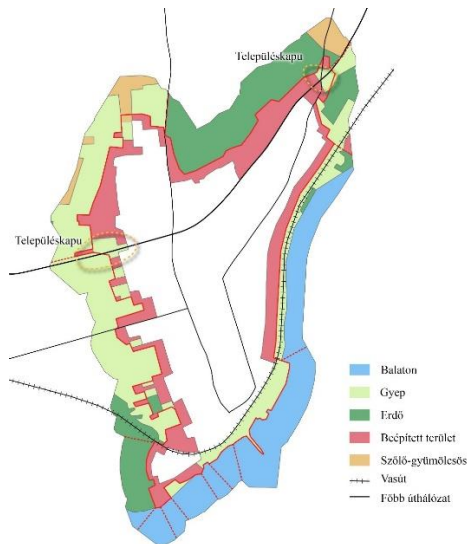 Településkapu
Településkapu
Balaton
Gyep
Erdő
Beépített terület
Szőlő-gyümölcsös
Vasút
Főbb úthálózat